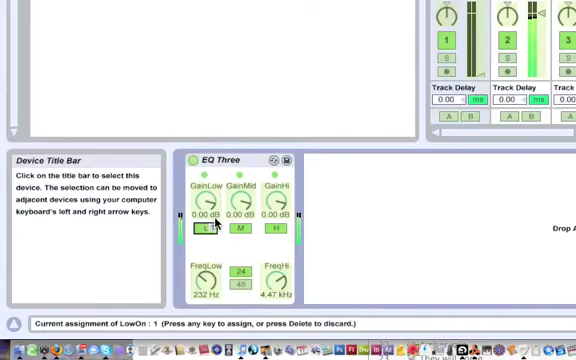 1
2
3
S
S
S
Track Delay
Track Delay
Track Delay
0.00
ms
0.00
ms
0.00
A
B
A
B
A
Device Title Bar
Click on the title bar to select this
device. The selection can be moved to
adjacent devices using your computer
keyboard's left and right arrow keys.
EQ Three
GainLow
GainMid
GainHi
0.00 dB
0.00 dB
0.00 dB
L
M
H
FreqLow
24
48
FreqHi
232 Hz
4.47 kHz
Drop A
Current assignment of LowOn : 1 (Press any key to assign, or press Delete to discard.)